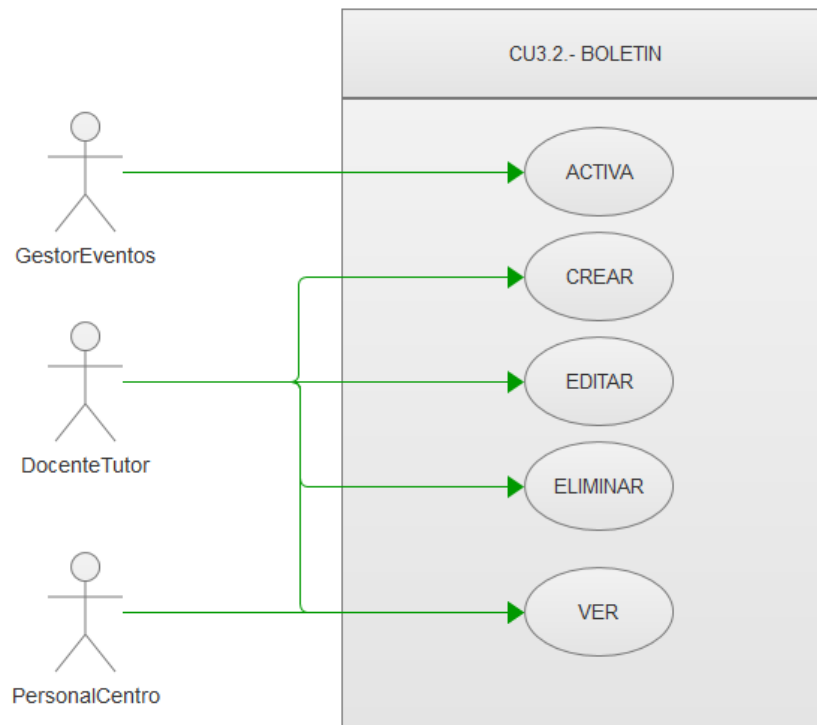 CU3.2.- BOLETIN
ACTIVA
GestorEventos
CREAR
EDITAR
DocenteTutor
ELIMINAR
VER
PersonalCentro